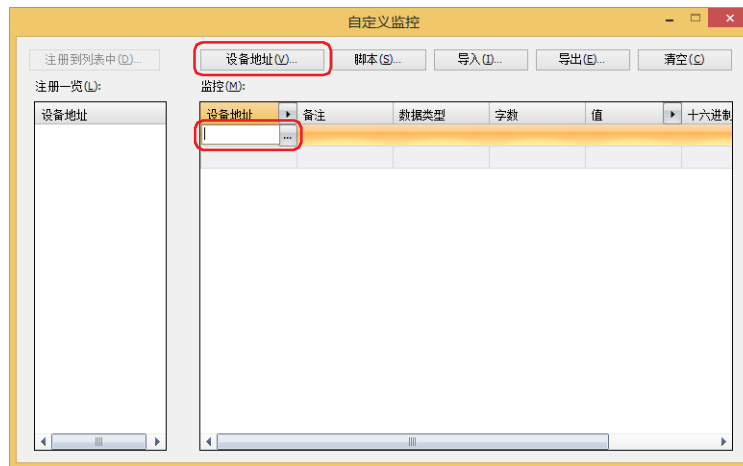 自定义监控
注册到列表中(D)... 设备地址(V)... 脚本(S)... 导入(I)... 导出(E)... 清空(C)
注册一览(L): 监控(M):
设备地址 设备地址 备注 数据类型 字数 值 十六进制
...